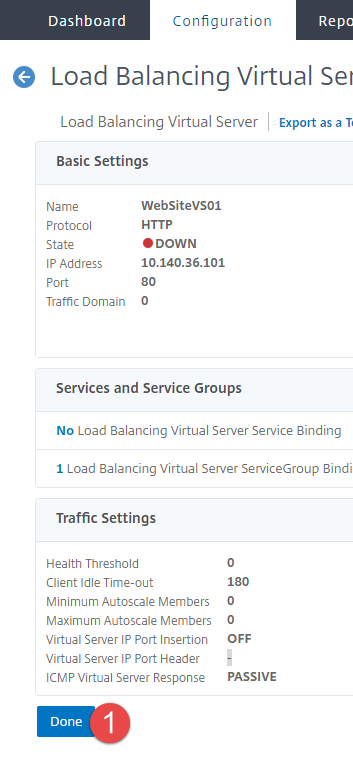 Dashboard Configuration Repo
Load Balancing Virtual Ser
Load Balancing Virtual Server Export as a Te
Basic Settings
Name WebSiteVS01
Protocol HTTP
State DOWN
IP Address 10.140.36.101
Port 80
Traffic Domain 0
Services and Service Groups
No Load Balancing Virtual Server Service Binding
1 Load Balancing Virtual Server ServiceGroup Bindi
Traffic Settings
Health Threshold 0
Client Idle Time-out 180
Minimum Autoscale Members 0
Maximum Autoscale Members 0
Virtual Server IP Port Insertion OFF
Virtual Server IP Port Header -
ICMP Virtual Server Response PASSIVE
Done 1